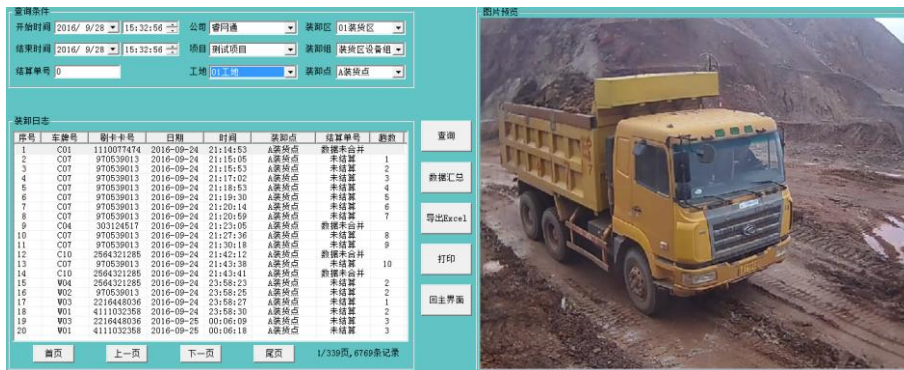 查询条件
开始时间 2016/ 9/28 15:32:56 公司 睿网通 装卸区 01装货区
结束时间 2016/ 9/28 15:32:56 项目 测试项目 装卸组 装货区设备组
结算单号 0 工地 01工地 装卸点 A装货点
装卸日志
序号 车牌号 刷卡卡号 日期 时间 装卸点 结算单号 趟数
1 C01 1110077474 2016-09-24 21:14:53 A装货点 数据未合并
2 C07 970539013 2016-09-24 21:15:05 A装货点 未结算 1
3 C07 970539013 2016-09-24 21:15:53 A装货点 未结算 2
4 C07 970539013 2016-09-24 21:17:02 A装货点 未结算 3
5 C07 970539013 2016-09-24 21:18:53 A装货点 未结算 4
6 C07 970539013 2016-09-24 21:19:30 A装货点 未结算 5
7 C07 970539013 2016-09-24 21:20:14 A装货点 未结算 6
8 C07 970539013 2016-09-24 21:20:59 A装货点 未结算 7
9 C04 303124517 2016-09-24 21:23:05 A装货点 数据未合并
10 C07 970539013 2016-09-24 21:27:36 A装货点 未结算 8
11 C07 970539013 2016-09-24 21:30:18 A装货点 未结算 9
12 C10 2564321285 2016-09-24 21:42:12 A装货点 数据未合并
13 C07 970539013 2016-09-24 21:43:38 A装货点 未结算 10
14 C10 2564321285 2016-09-24 21:43:41 A装货点 数据未合并
15 W04 2564321285 2016-09-24 23:58:23 A装货点 未结算 2
16 W02 970539013 2016-09-24 23:58:25 A装货点 未结算 2
17 W03 2216448036 2016-09-24 23:58:27 A装货点 未结算 1
18 W01 4111032358 2016-09-24 23:58:30 A装货点 未结算 2
19 W03 2216448036 2016-09-25 00:06:09 A装货点 未结算 3
20 W01 4111032358 2016-09-25 00:06:18 A装货点 未结算 3
首页 上一页 下一页 尾页 1/339页,6769条记录
查询
数据汇总
导出Excel
打印
回主界面
图片预览